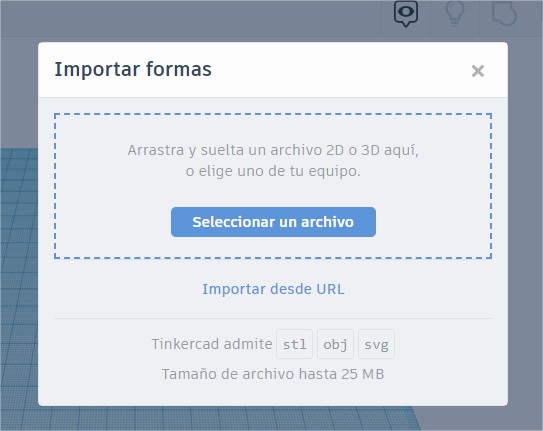 Importar formas
Arrastra y suelta un archivo 2D o 3D aquí,
o elige uno de tu equipo.
Seleccionar un archivo
Importar desde URL
Tinkercad admite stl obj svg
Tamaño de archivo hasta 25 MB